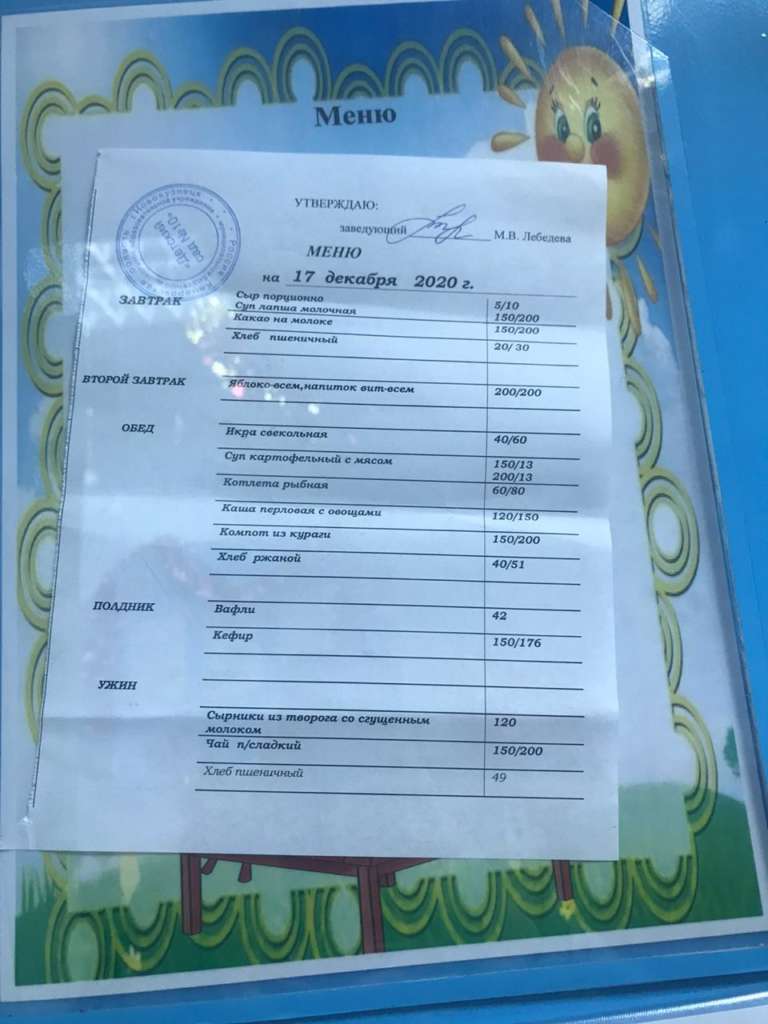 Меню
УТВЕРЖДАЮ:
заведующий М.В. Лебедева
МЕНЮ
на 17 декабря 2020 г.
ЗАВТРАК Сыр порционно 5/10
Суп лапша молочная 150/200
Какао на молоке 150/200
Хлеб пшеничный 20/30
ВТОРОЙ ЗАВТРАК Яблоко-всем,напиток вит-всем 200/200
ОБЕД Икра свекольная 40/60
Суп картофельный с мясом 150/13
200/13
Котлета рыбная 60/80
Каша перловая с овощами 120/150
Компот из кураги 150/200
Хлеб ржаной 40/51
ПОЛДНИК Вафли 42
Кефир 150/176
УЖИН
Сырники из творога со сгущенным 120
молоком
Чай п/сладкий 150/200
Хлеб пшеничный 49